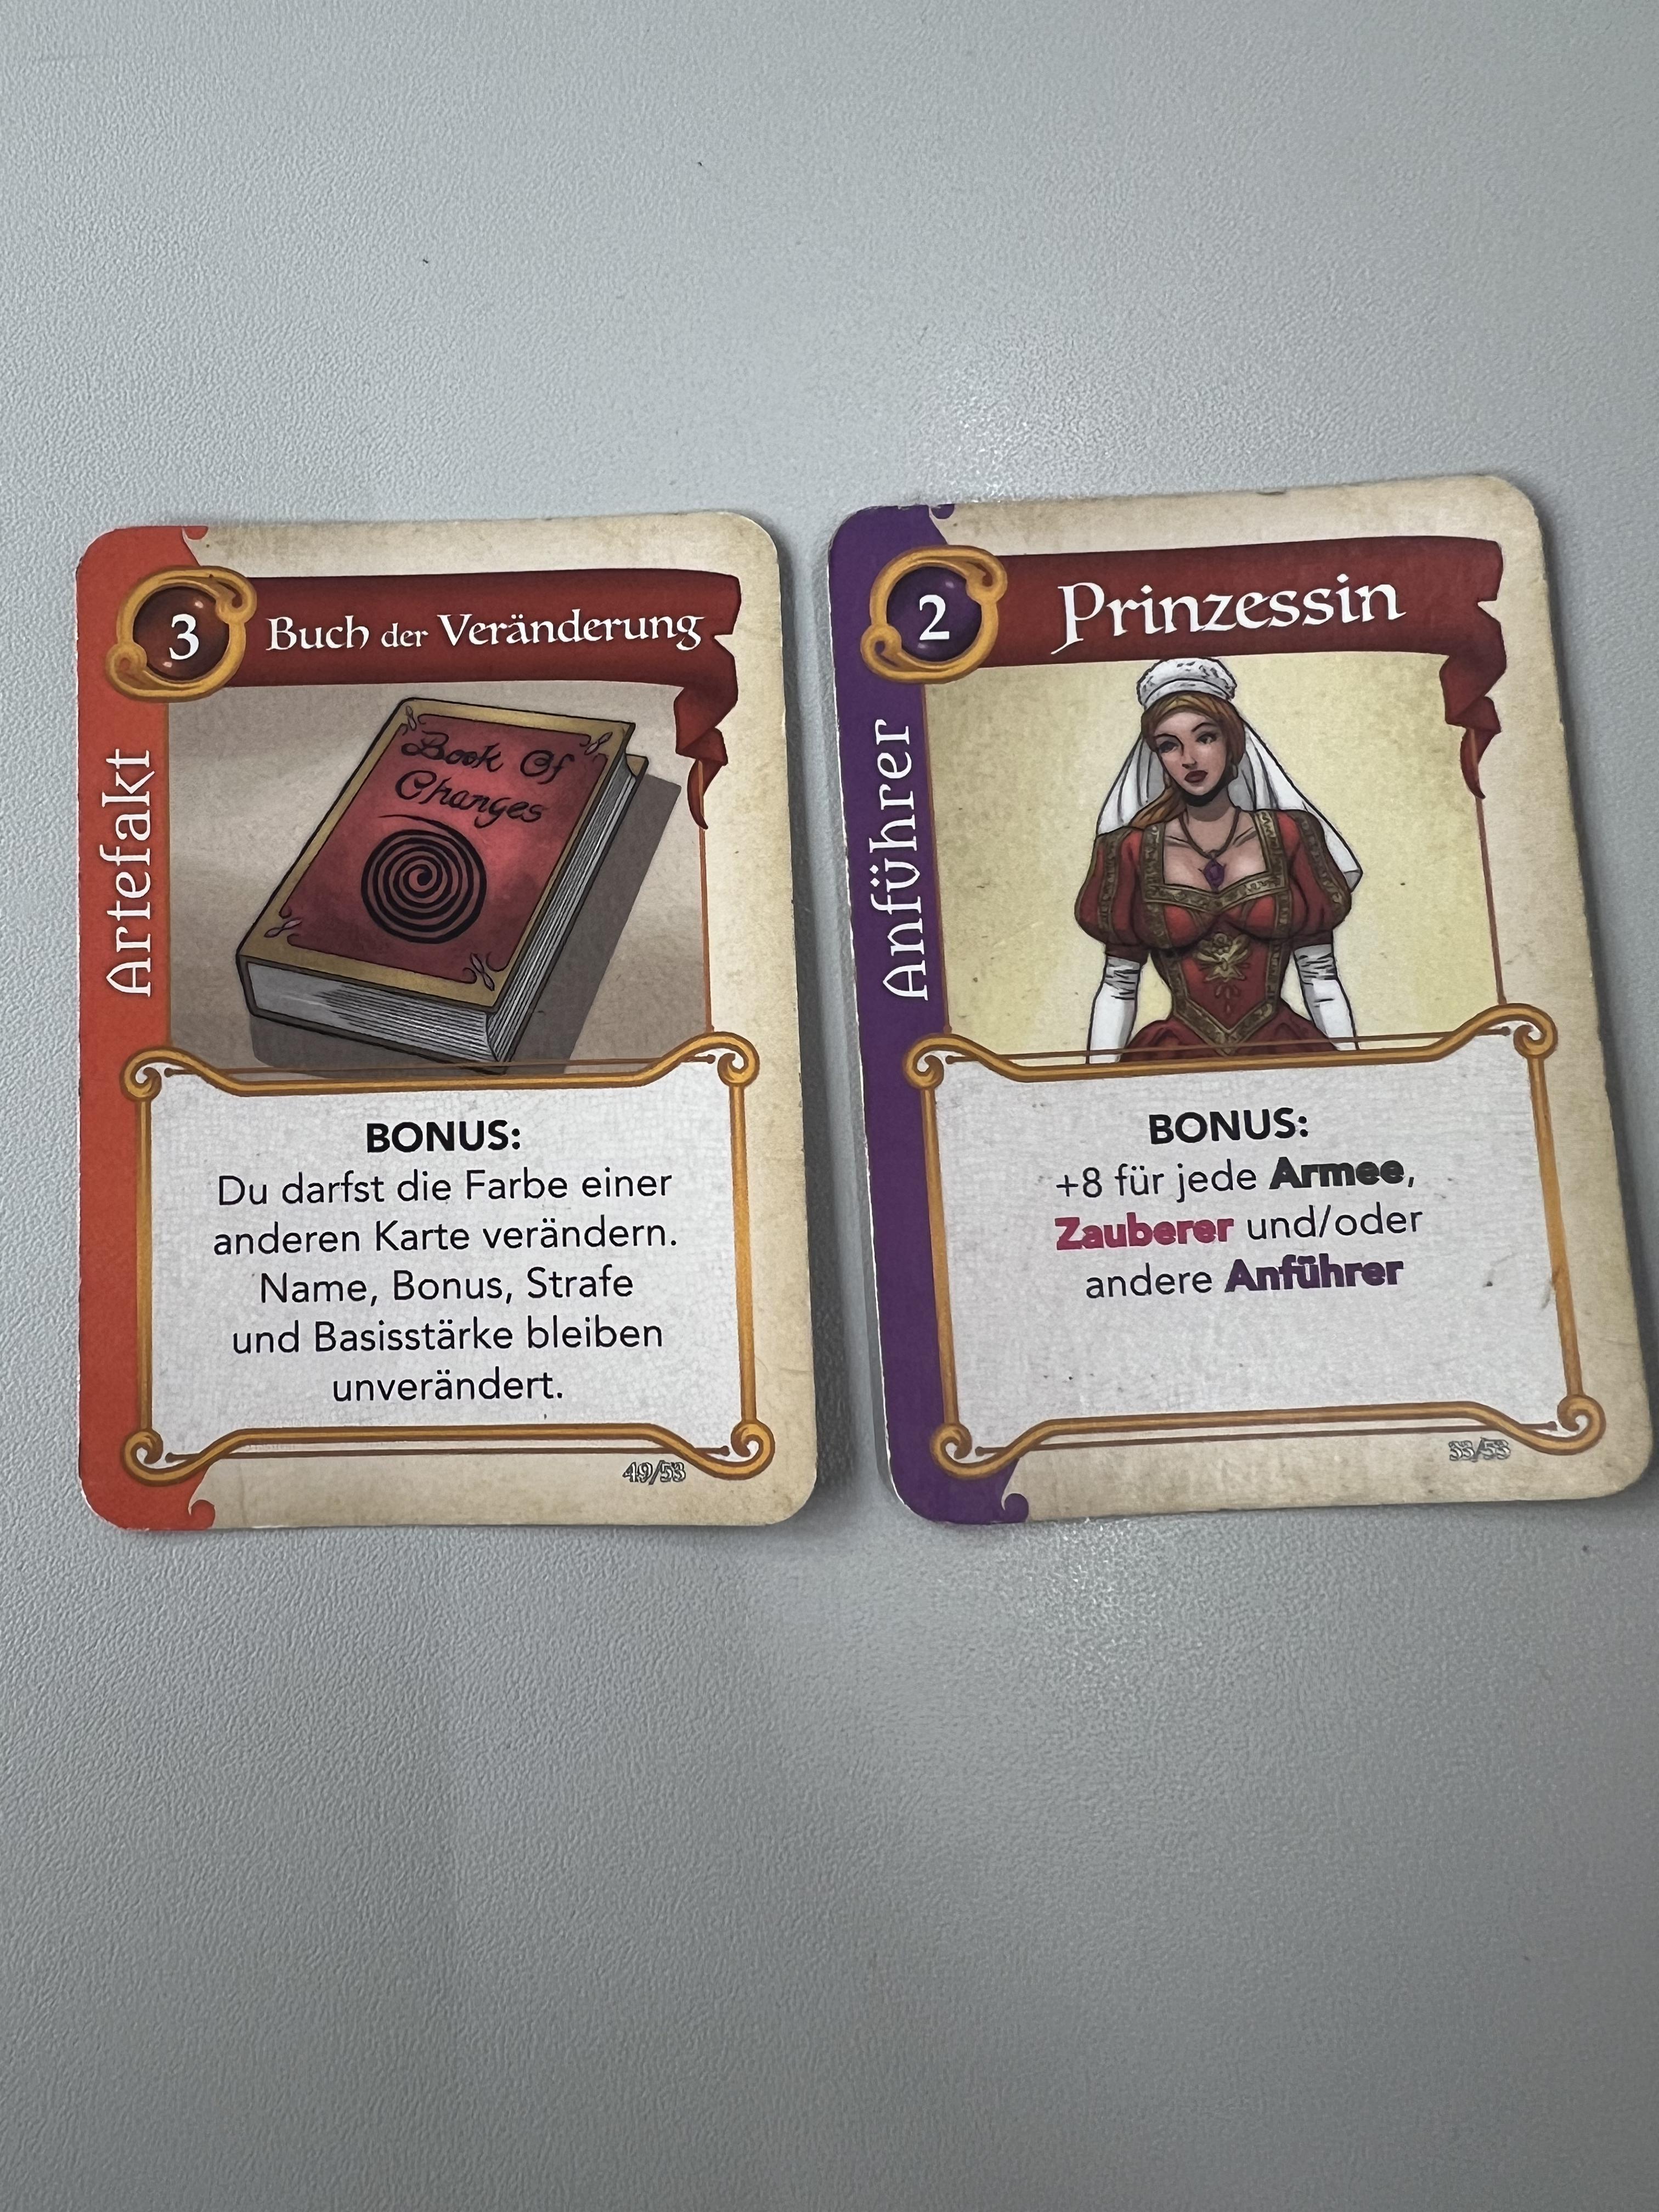 Artefakt
3
Buch der Veränderung
Book Of
Changes
BONUS:
Du darfst die Farbe einer
anderen Karte verändern.
Name, Bonus, Strafe
und Basisstärke bleiben
unverändert.
49/53
Anführer
2
Prinzessin
BONUS:
+8 für jede Armee,
Zauberer und/oder
andere Anführer
33/53